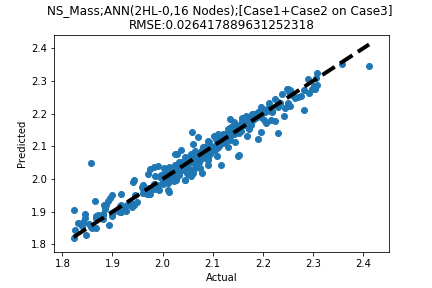 NS_Mass;ANN(2HL-0,16 Nodes);[Case1+Case2 on Case3]
RMSE:0.026417889631252318
2.4
2.3
2.2
2.1
2.0
1.9
1.8
Predicted
1.8 1.9 2.0 2.1 2.2 2.3 2.4
Actual